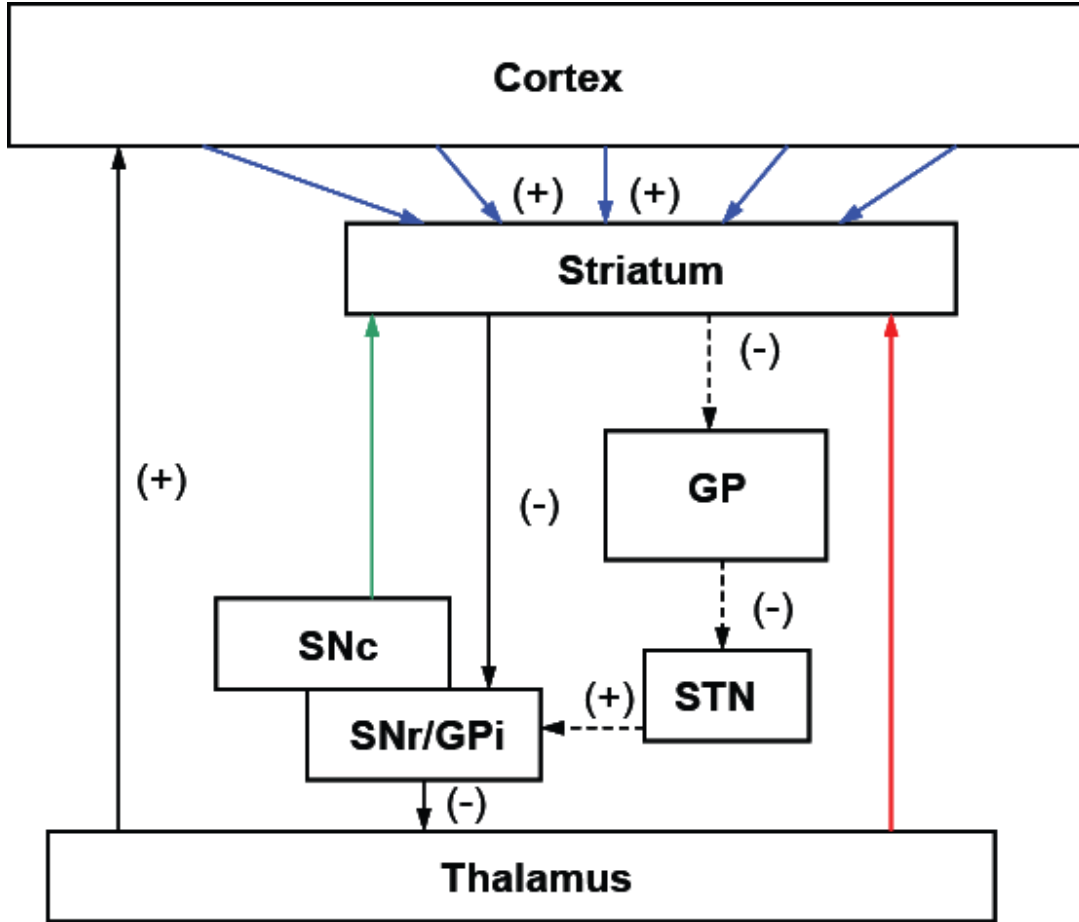 Cortex
(+)
(+)
Striatum
(-)
GP
(+)
(-)
(-)
SNc
STN
(+)
SNr/GPi
(-)
Thalamus